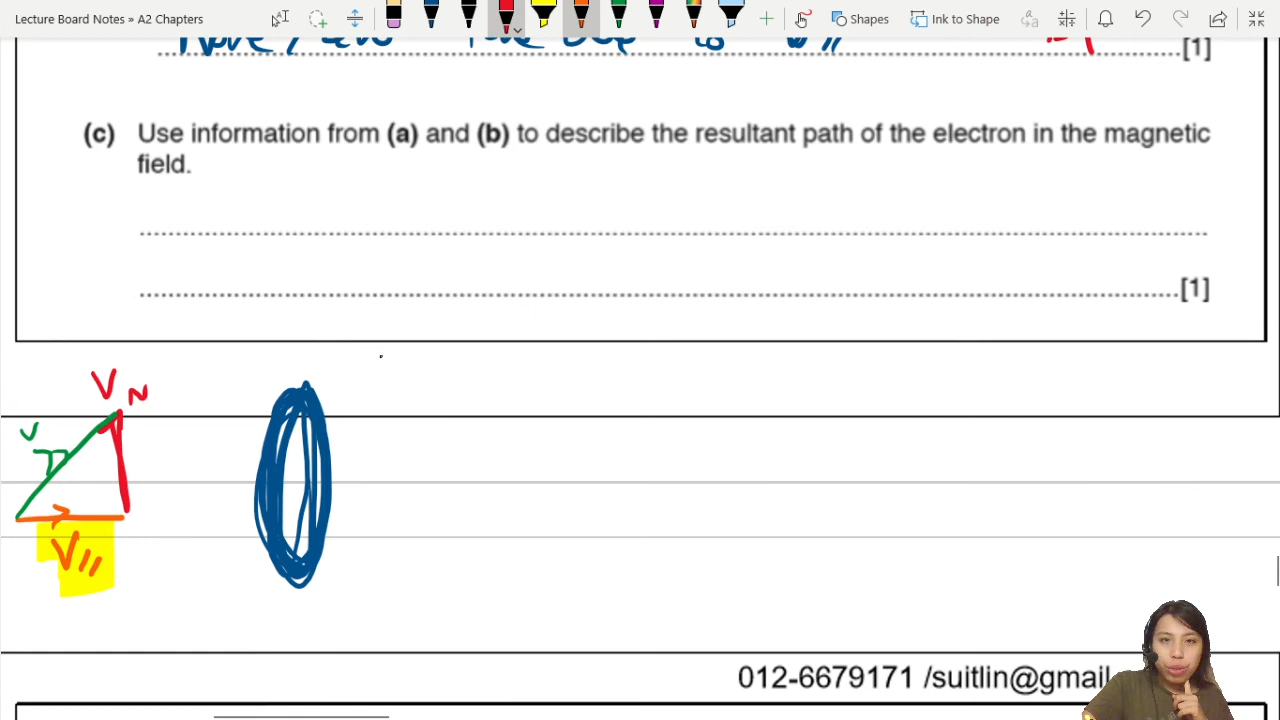 Lecture Board Notes » A2 Chapters
Shapes
Ink to Shape
[1]
(c) Use information from (a) and (b) to describe the resultant path of the electron in the magnetic
field.
[1]
V N
V
V//
012-6679171 /suitlin@gmail